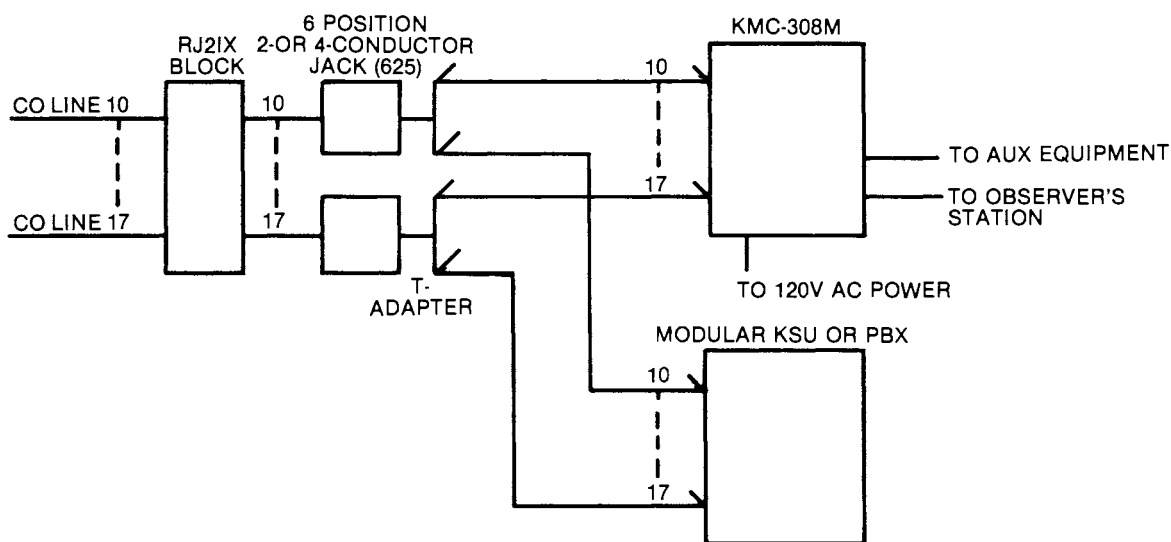 6 POSITION
2-OR 4-CONDUCTOR
JACK (625)
RJ2IX
BLOCK
KMC-308M
CO LINE 10
10
10
CO LINE 17
17
17
TO AUX EQUIPMENT
TO OBSERVER'S
STATION
T-
ADAPTER
TO 120V AC POWER
MODULAR KSU OR PBX
10
17